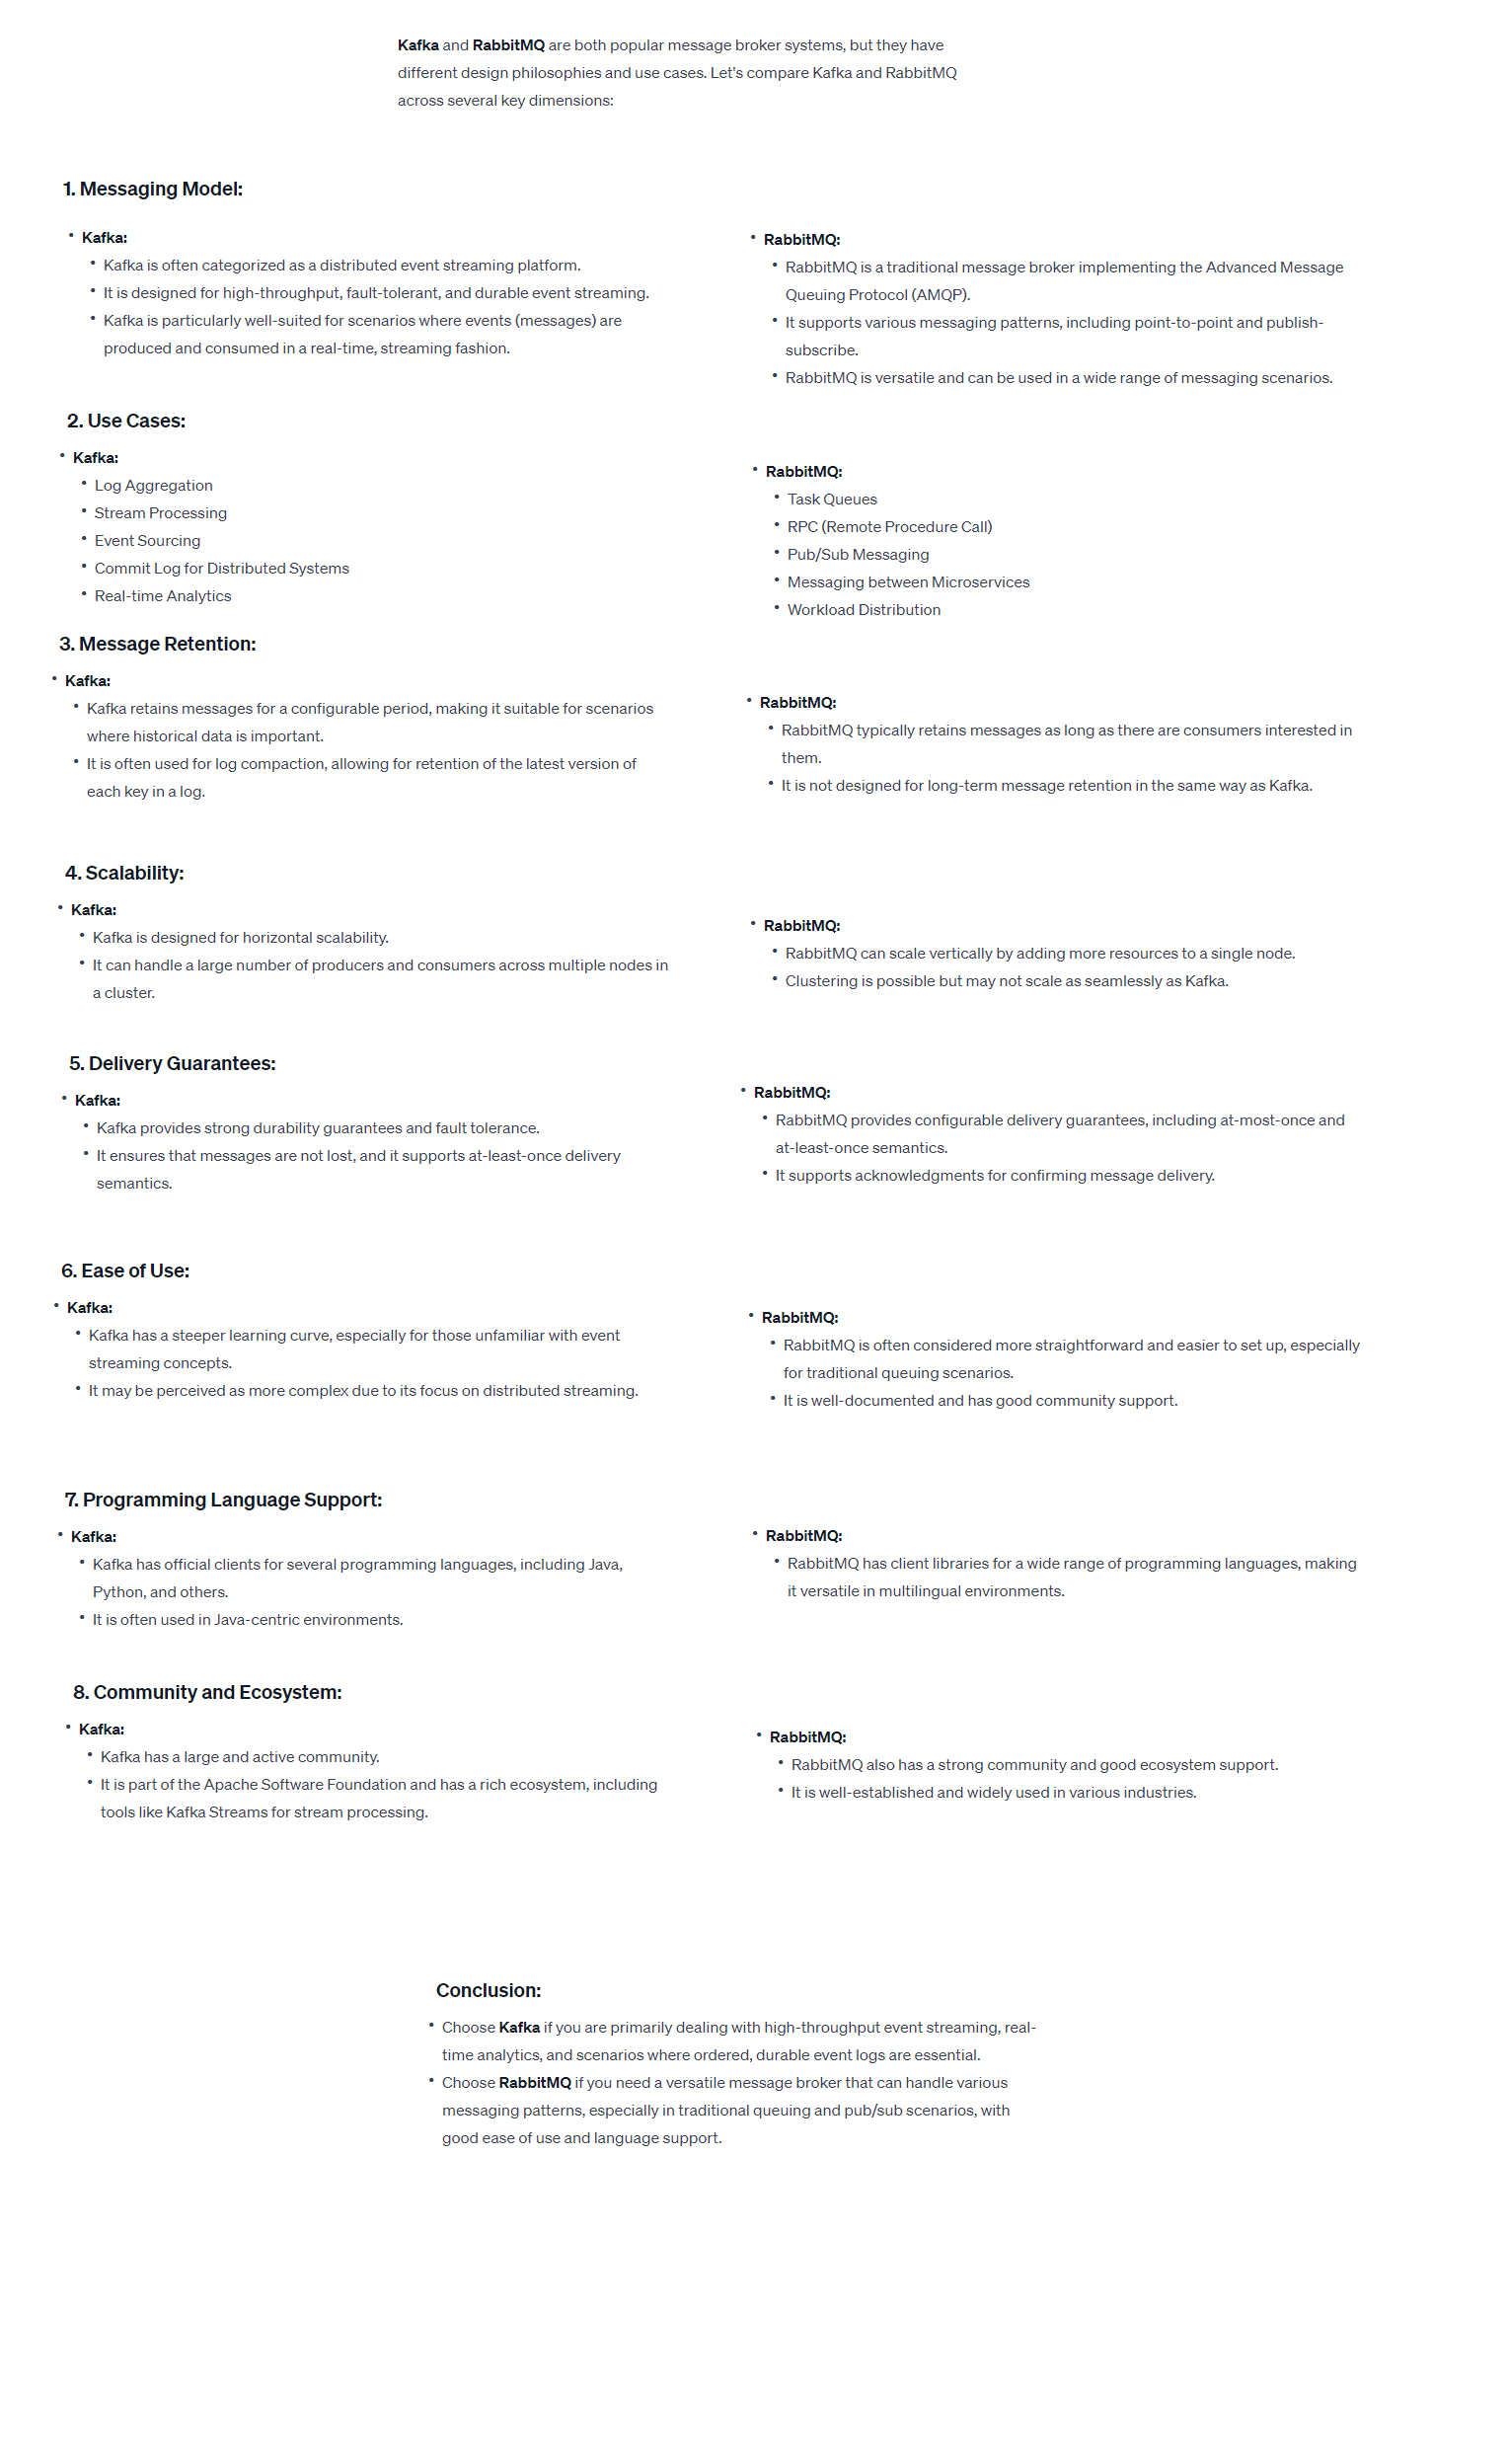 Kafka and RabbitMQ are both popular message broker systems, but they have
different design philosophies and use cases. Let's compare Kafka and RabbitMQ
across several key dimensions:
1. Messaging Model:
• Kafka:
• Kafka is often categorized as a distributed event streaming platform.
• It is designed for high-throughput, fault-tolerant, and durable event streaming.
• Kafka is particularly well-suited for scenarios where events (messages) are
produced and consumed in a real-time, streaming fashion.
• RabbitMQ:
• RabbitMQ is a traditional message broker implementing the Advanced Message
Queuing Protocol (AMQP).
• It supports various messaging patterns, including point-to-point and publish-
subscribe.
• RabbitMQ is versatile and can be used in a wide range of messaging scenarios.
2. Use Cases:
• Kafka:
• Log Aggregation
• Stream Processing
• Event Sourcing
• Commit Log for Distributed Systems
• Real-time Analytics
• RabbitMQ:
• Task Queues
• RPC (Remote Procedure Call)
• Pub/Sub Messaging
• Messaging between Microservices
• Workload Distribution
3. Message Retention:
• Kafka:
• Kafka retains messages for a configurable period, making it suitable for scenarios
where historical data is important.
• It is often used for log compaction, allowing for retention of the latest version of
each key in a log.
• RabbitMQ:
• RabbitMQ typically retains messages as long as there are consumers interested in
them.
• It is not designed for long-term message retention in the same way as Kafka.
4. Scalability:
• Kafka:
• Kafka is designed for horizontal scalability.
• It can handle a large number of producers and consumers across multiple nodes in
a cluster.
• RabbitMQ:
• RabbitMQ can scale vertically by adding more resources to a single node.
• Clustering is possible but may not scale as seamlessly as Kafka.
5. Delivery Guarantees:
• Kafka:
• Kafka provides strong durability guarantees and fault tolerance.
• It ensures that messages are not lost, and it supports at-least-once delivery
semantics.
• RabbitMQ:
• RabbitMQ provides configurable delivery guarantees, including at-most-once and
at-least-once semantics.
• It supports acknowledgments for confirming message delivery.
6. Ease of Use:
• Kafka:
• Kafka has a steeper learning curve, especially for those unfamiliar with event
streaming concepts.
• It may be perceived as more complex due to its focus on distributed streaming.
• RabbitMQ:
• RabbitMQ is often considered more straightforward and easier to set up, especially
for traditional queuing scenarios.
• It is well-documented and has good community support.
7. Programming Language Support:
• Kafka:
• Kafka has official clients for several programming languages, including Java,
Python, and others.
• It is often used in Java-centric environments.
• RabbitMQ:
• RabbitMQ has client libraries for a wide range of programming languages, making
it versatile in multilingual environments.
8. Community and Ecosystem:
• Kafka:
• Kafka has a large and active community.
• It is part of the Apache Software Foundation and has a rich ecosystem, including
tools like Kafka Streams for stream processing.
• RabbitMQ:
• RabbitMQ also has a strong community and good ecosystem support.
• It is well-established and widely used in various industries.
Conclusion:
• Choose Kafka if you are primarily dealing with high-throughput event streaming, real-
time analytics, and scenarios where ordered, durable event logs are essential.
• Choose RabbitMQ if you need a versatile message broker that can handle various
messaging patterns, especially in traditional queuing and pub/sub scenarios, with
good ease of use and language support.